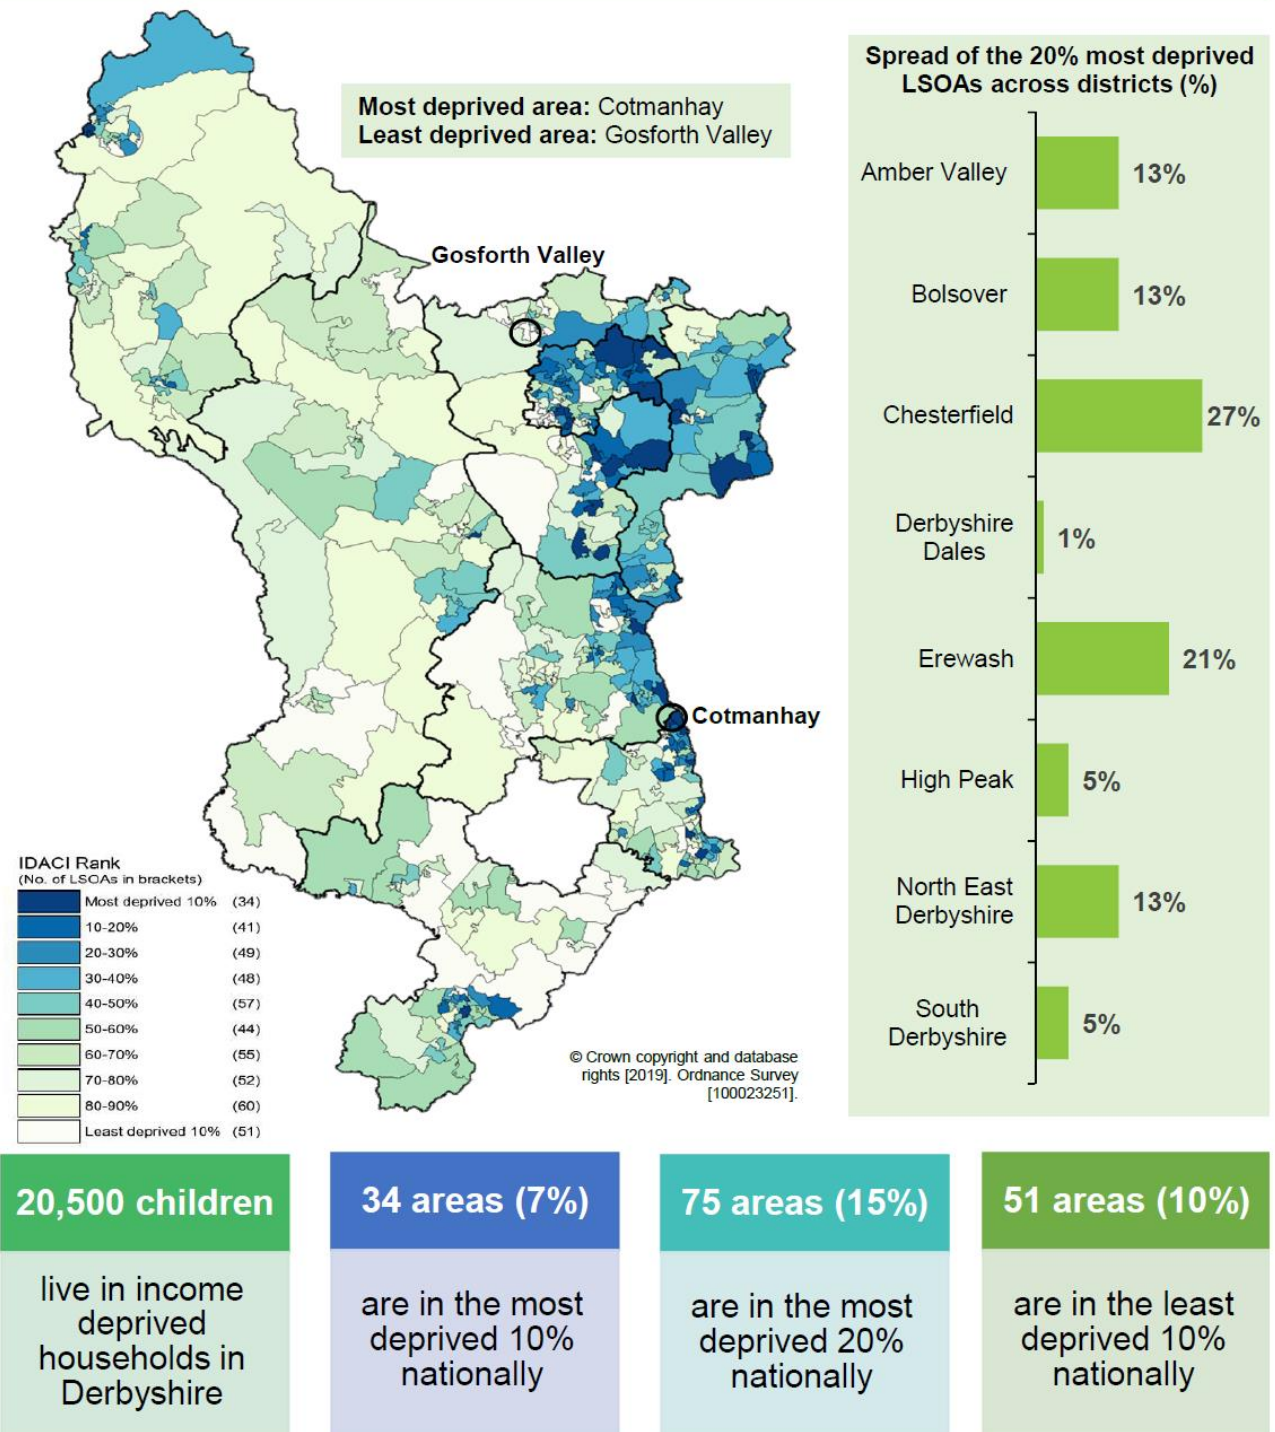 Most deprived area: Cotmanhay
Least deprived area: Gosforth Valley
Gosforth Valley
Cotmanhay
IDACI Rank
(No. of LSOAs in brackets)
Most deprived 10% (34)
10-20% (41)
20-30% (49)
30-40% (48)
40-50% (57)
50-60% (44)
60-70% (55)
70-80% (52)
80-90% (60)
Least deprived 10% (51)
© Crown copyright and database
rights [2019]. Ordnance Survey
[100023251].
Spread of the 20% most deprived
LSOAs across districts (%)
Amber Valley 13%
Bolsover 13%
Chesterfield 27%
Derbyshire
Dales 1%
Erewash 21%
High Peak 5%
North East
Derbyshire 13%
South
Derbyshire 5%
20,500 children
live in income
deprived
households in
Derbyshire
34 areas (7%)
are in the most
deprived 10%
nationally
75 areas (15%)
are in the most
deprived 20%
nationally
51 areas (10%)
are in the least
deprived 10%
nationally